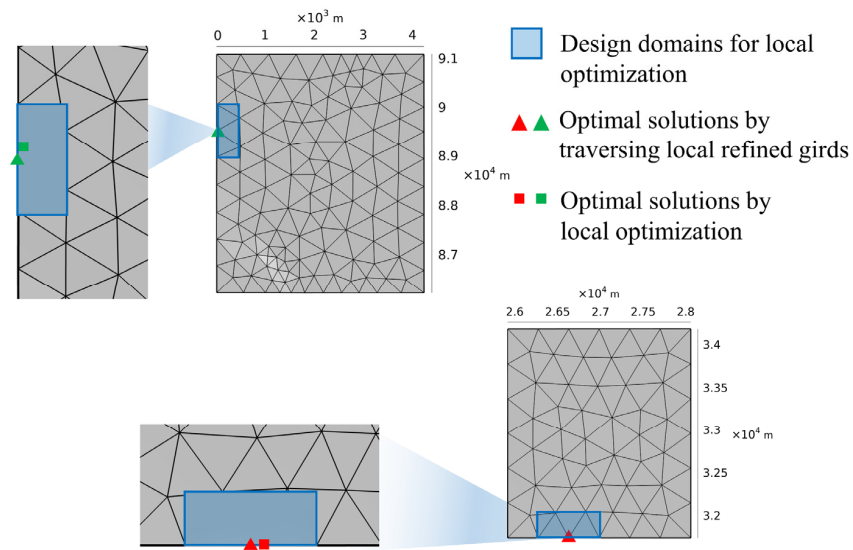 ×10³ m
0 1 2 3 4
9.1
9
8.9
×10⁴ m
8.8
8.7
Design domains for local
optimization
Optimal solutions by
traversing local refined girds
Optimal solutions by
local optimization
×10⁴ m
2.6 2.65 2.7 2.75 2.8
3.4
3.35
3.3 ×10⁴ m
3.25
3.2